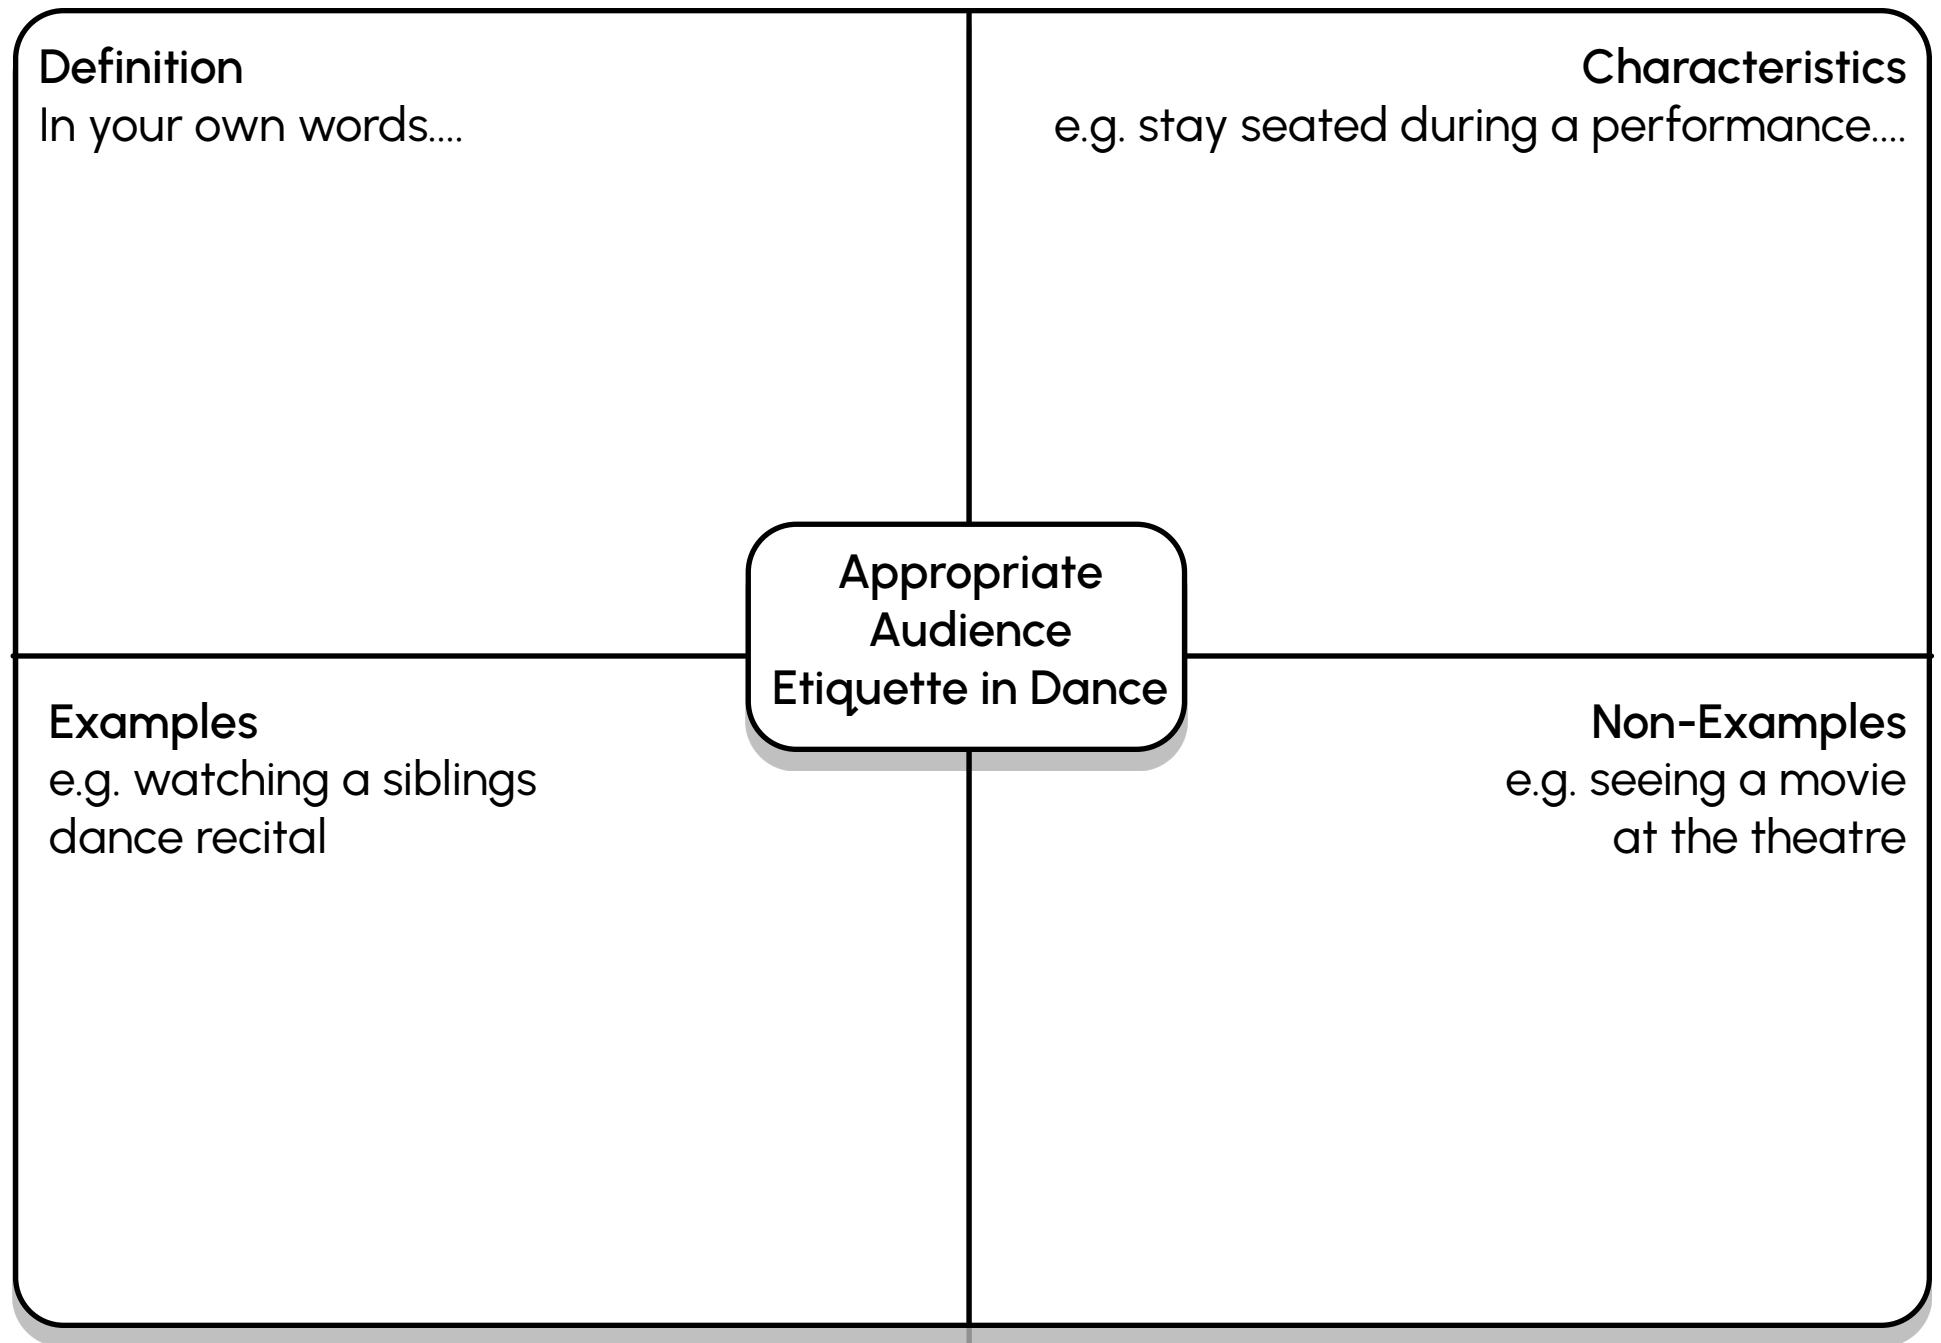 Definition
In your own words....
Characteristics
e.g. stay seated during a performance....
Appropriate
Audience
Etiquette in Dance
Examples
e.g. watching a siblings
dance recital
Non-Examples
e.g. seeing a movie
at the theatre